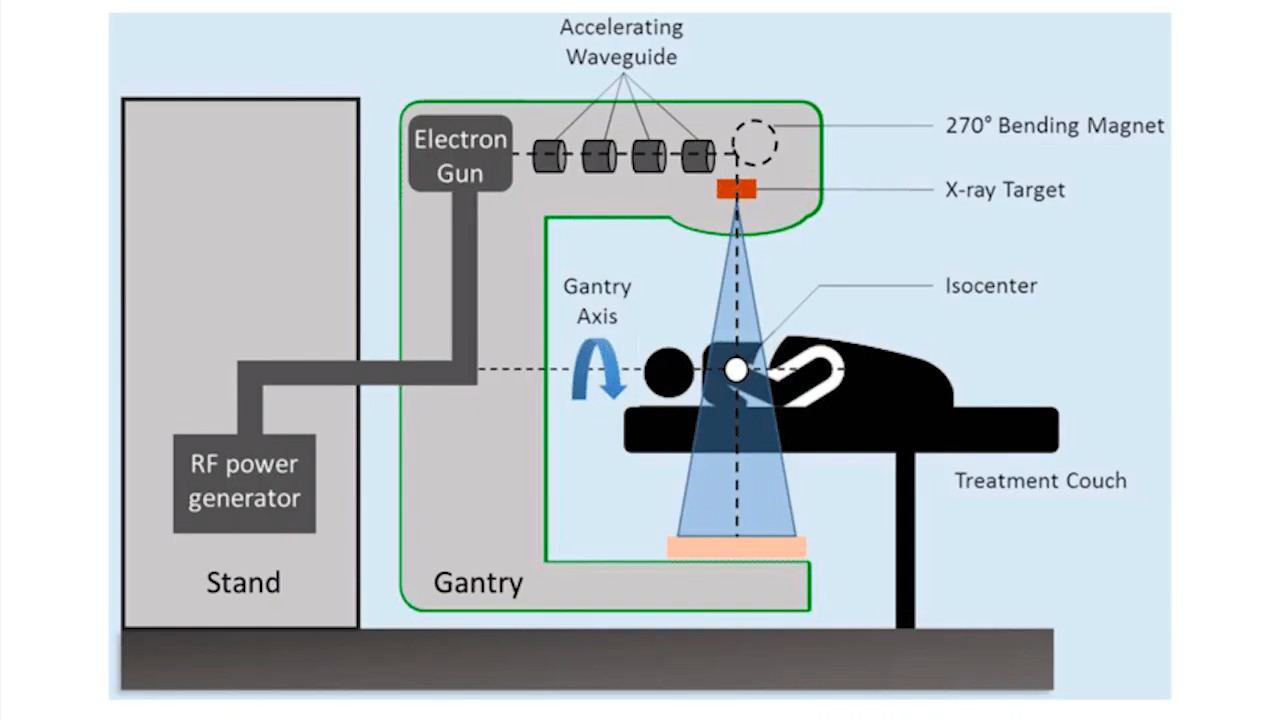 Accelerating
Waveguide
Electron
Gun
270° Bending Magnet
X-ray Target
Isocenter
Gantry
Axis
RF power
generator
Treatment Couch
Stand
Gantry